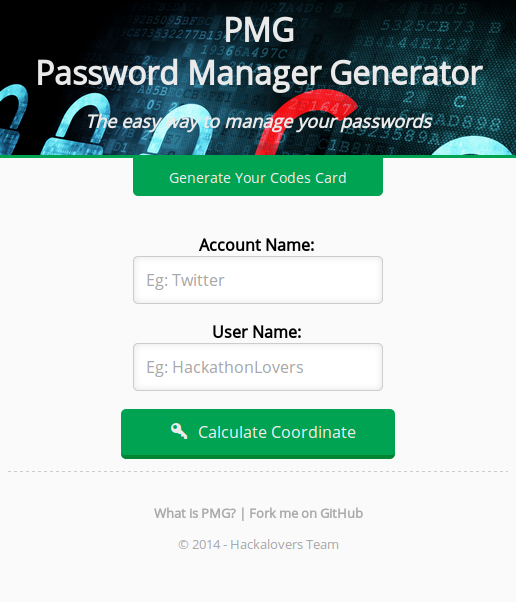 PMG
Password Manager Generator
The easy way to manage your passwords
Generate Your Codes Card
Account Name:
Eg: Twitter
User Name:
Eg: HackathonLovers
Calculate Coordinate
What is PMG? | Fork me on GitHub
© 2014 - Hackalovers Team